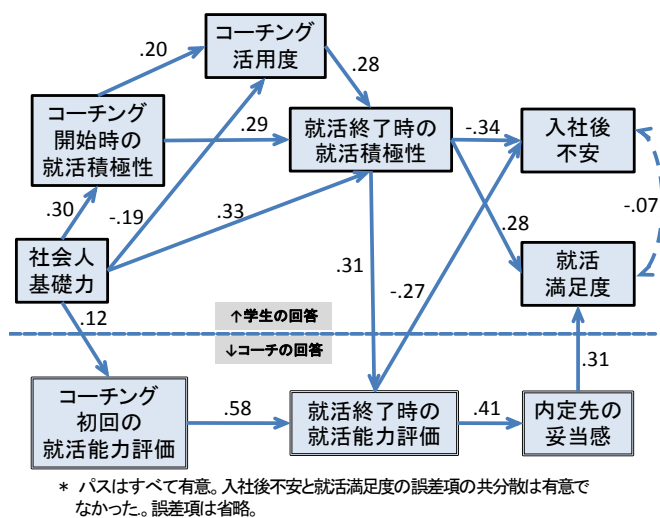 .20
コーチング
活用度
.28
コーチング
開始時の
就活積極性
.29
就活終了時の
就活積極性
-.34
入社後
不安
.30
-.19
.33
-.07
.28
社会人
基礎力
.31
-.27
就活
満足度
.12
↑学生の回答
↓コーチの回答
.31
コーチング
初回の
就活能力評価
.58
就活終了時の
就活能力評価
.41
内定先の
妥当感
* パスはすべて有意。入社後不安と就活満足度の誤差項の共分散は有意で
なかった。誤差項は省略。